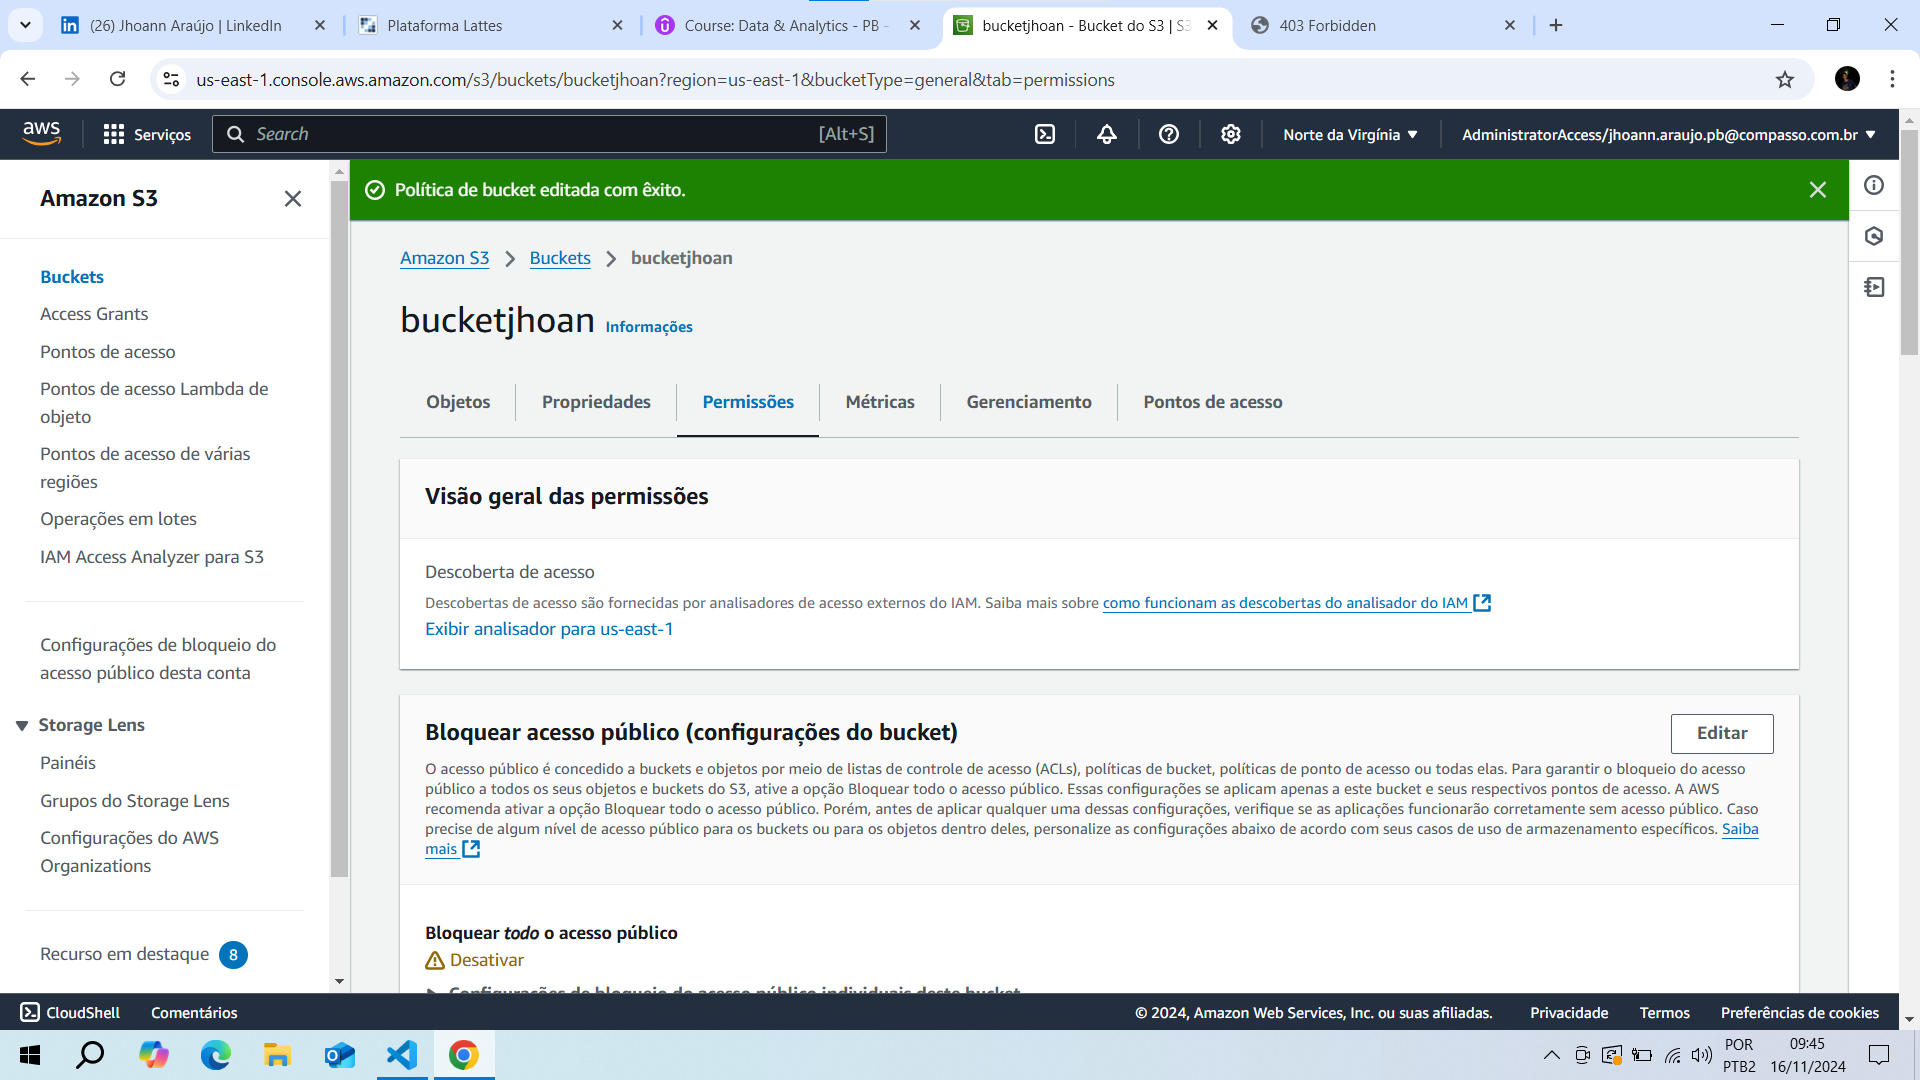 (26) Jhoann Araújo | LinkedIn
Plataforma Lattes
Course: Data & Analytics - PB -
bucketjhoan - Bucket do S3 | S3
403 Forbidden
us-east-1.console.aws.amazon.com/s3/buckets/bucketjhoan?region=us-east-1&bucketType=general&tab=permissions
aws
Serviços
Search
[Alt+S]
Norte da Virgínia
AdministratorAccess/jhoann.araujo.pb@compasso.com.br
Amazon S3
Buckets
Access Grants
Pontos de acesso
Pontos de acesso Lambda de
objeto
Pontos de acesso de várias
regiões
Operações em lotes
IAM Access Analyzer para S3
Configurações de bloqueio do
acesso público desta conta
Storage Lens
Painéis
Grupos do Storage Lens
Configurações do AWS
Organizations
Recurso em destaque 8
Política de bucket editada com êxito.
Amazon S3 > Buckets > bucketjhoan
bucketjhoan Informações
Objetos
Propriedades
Permissões
Métricas
Gerenciamento
Pontos de acesso
Visão geral das permissões
Descoberta de acesso
Descobertas de acesso são fornecidas por analisadores de acesso externos do IAM. Saiba mais sobre como funcionam as descobertas do analisador do IAM
Exibir analisador para us-east-1
Bloquear acesso público (configurações do bucket)
Editar
O acesso público é concedido a buckets e objetos por meio de listas de controle de acesso (ACLs), políticas de bucket, políticas de ponto de acesso ou todas elas. Para garantir o bloqueio do acesso
público a todos os seus objetos e buckets do S3, ative a opção Bloquear todo o acesso público. Essas configurações se aplicam apenas a este bucket e seus respectivos pontos de acesso. A AWS
recomenda ativar a opção Bloquear todo o acesso público. Porém, antes de aplicar qualquer uma dessas configurações, verifique se as aplicações funcionarão corretamente sem acesso público. Caso
precise de algum nível de acesso público para os buckets ou para os objetos dentro deles, personalize as configurações abaixo de acordo com seus casos de uso de armazenamento específicos. Saiba
mais
Bloquear todo o acesso público
Desativar
Configurações de bloqueio do acesso público individuais deste bucket
CloudShell
Comentários
© 2024, Amazon Web Services, Inc. ou suas afiliadas.
Privacidade
Termos
Preferências de cookies
POR
PTB2
09:45
16/11/2024